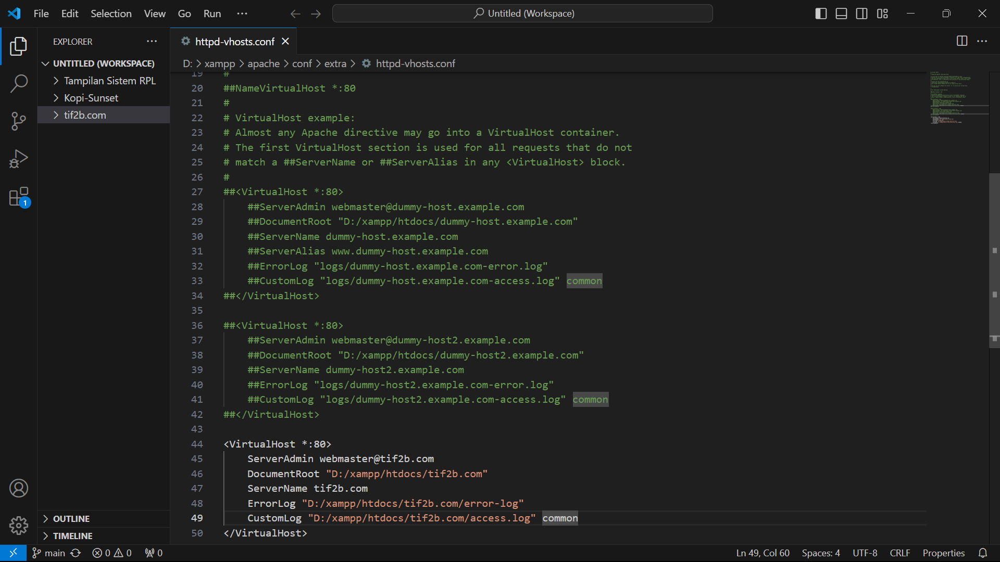 File Edit Selection View Go Run
Untitled (Workspace)
EXPLORER
UNTITLED (WORKSPACE)
Tampilan Sistem RPL
Kopi-Sunset
tif2b.com
OUTLINE
TIMELINE
httpd-vhosts.conf
D: > xampp > apache > conf > extra > httpd-vhosts.conf
19 #
20 ##NameVirtualHost *:80
21 #
22 # VirtualHost example:
23 # Almost any Apache directive may go into a VirtualHost container.
24 # The first VirtualHost section is used for all requests that do not
25 # match a ##ServerName or ##ServerAlias in any <VirtualHost> block.
26 #
27 ##<VirtualHost *:80>
28 ##ServerAdmin webmaster@dummy-host.example.com
29 ##DocumentRoot "D:/xampp/htdocs/dummy-host.example.com"
30 ##ServerName dummy-host.example.com
31 ##ServerAlias www.dummy-host.example.com
32 ##ErrorLog "logs/dummy-host.example.com-error.log"
33 ##CustomLog "logs/dummy-host.example.com-access.log" common
34 ##</VirtualHost>
35
36 ##<VirtualHost *:80>
37 ##ServerAdmin webmaster@dummy-host2.example.com
38 ##DocumentRoot "D:/xampp/htdocs/dummy-host2.example.com"
39 ##ServerName dummy-host2.example.com
40 ##ErrorLog "logs/dummy-host2.example.com-error.log"
41 ##CustomLog "logs/dummy-host2.example.com-access.log" common
42 ##</VirtualHost>
43
44 <VirtualHost *:80>
45 ServerAdmin webmaster@tif2b.com
46 DocumentRoot "D:/xampp/htdocs/tif2b.com"
47 ServerName tif2b.com
48 ErrorLog "D:/xampp/htdocs/tif2b.com/error-log"
49 CustomLog "D:/xampp/htdocs/tif2b.com/access.log" common
50 </VirtualHost>
1
main 0 0 0
Ln 49, Col 60 Spaces: 4 UTF-8 CRLF Properties